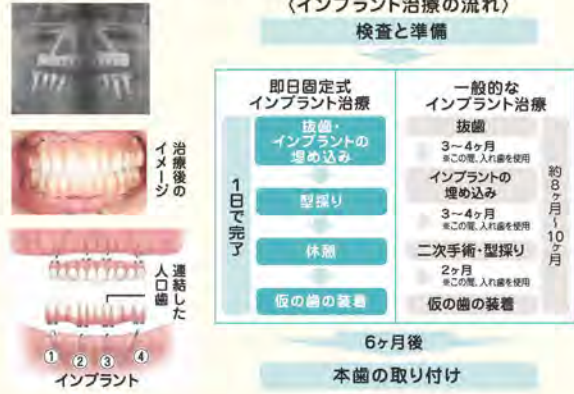 〈インプラント治療の流れ〉
検査と準備
即日固定式
インプラント治療
1日で完了
抜歯・
インプラントの
埋め込み
型採り
休憩
仮の歯の装着
一般的な
インプラント治療
抜歯
3〜4ヶ月
※この間、入れ歯を使用
インプラントの
埋め込み
3〜4ヶ月
※この間、入れ歯を使用
二次手術・型採り
2ヶ月
※この間、入れ歯を使用
仮の歯の装着
約8ヶ月〜10ヶ月
6ヶ月後
本歯の取り付け
治療後の
イメージ
連結した
人口歯
① ② ③ ④
インプラント